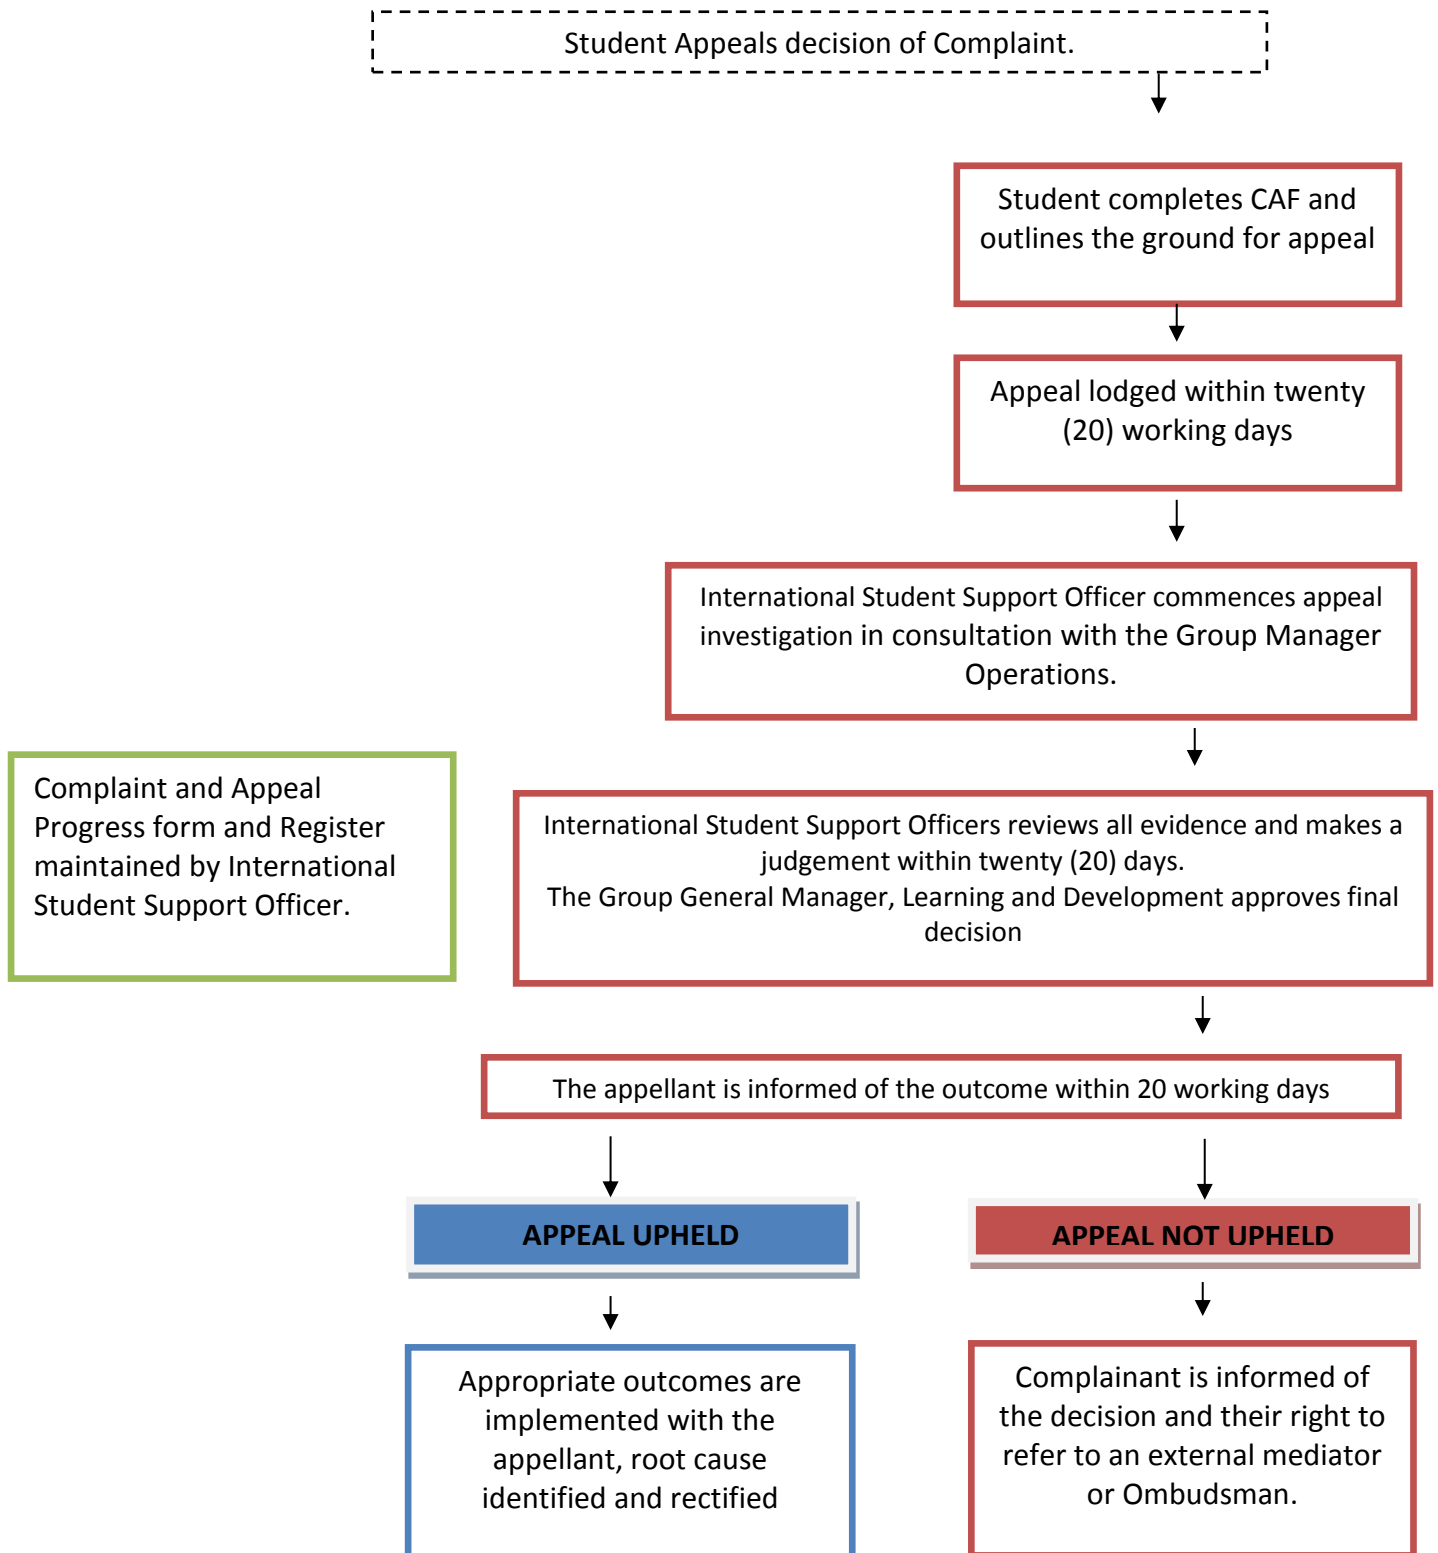 Student Appeals decision of Complaint.
Student completes CAF and
outlines the ground for appeal
Appeal lodged within twenty
(20) working days
International Student Support Officer commences appeal
investigation in consultation with the Group Manager
Operations.
Complaint and Appeal
Progress form and Register
maintained by International
Student Support Officer.
International Student Support Officers reviews all evidence and makes a
judgement within twenty (20) days.
The Group General Manager, Learning and Development approves final
decision
The appellant is informed of the outcome within 20 working days
APPEAL UPHELD
APPEAL NOT UPHELD
Appropriate outcomes are
implemented with the
appellant, root cause
identified and rectified
Complainant is informed of
the decision and their right to
refer to an external mediator
or Ombudsman.